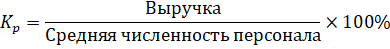 Kр = Выручка / Средняя численность персонала × 100%